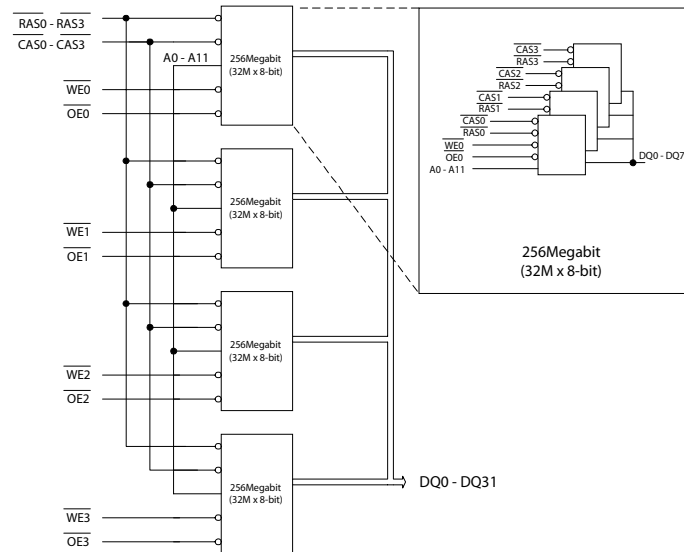 RAS0 - RAS3
CAS0 - CAS3
A0 - A11
256Megabit
(32M x 8-bit)
WE0
OE0
256Megabit
(32M x 8-bit)
WE1
OE1
256Megabit
(32M x 8-bit)
WE2
OE2
256Megabit
(32M x 8-bit)
WE3
OE3
DQ0 - DQ31
CAS3
RAS3
CAS2
RAS2
CAS1
RAS1
CAS0
RAS0
WE0
OE0
A0 - A11
DQ0 - DQ7
256Megabit
(32M x 8-bit)